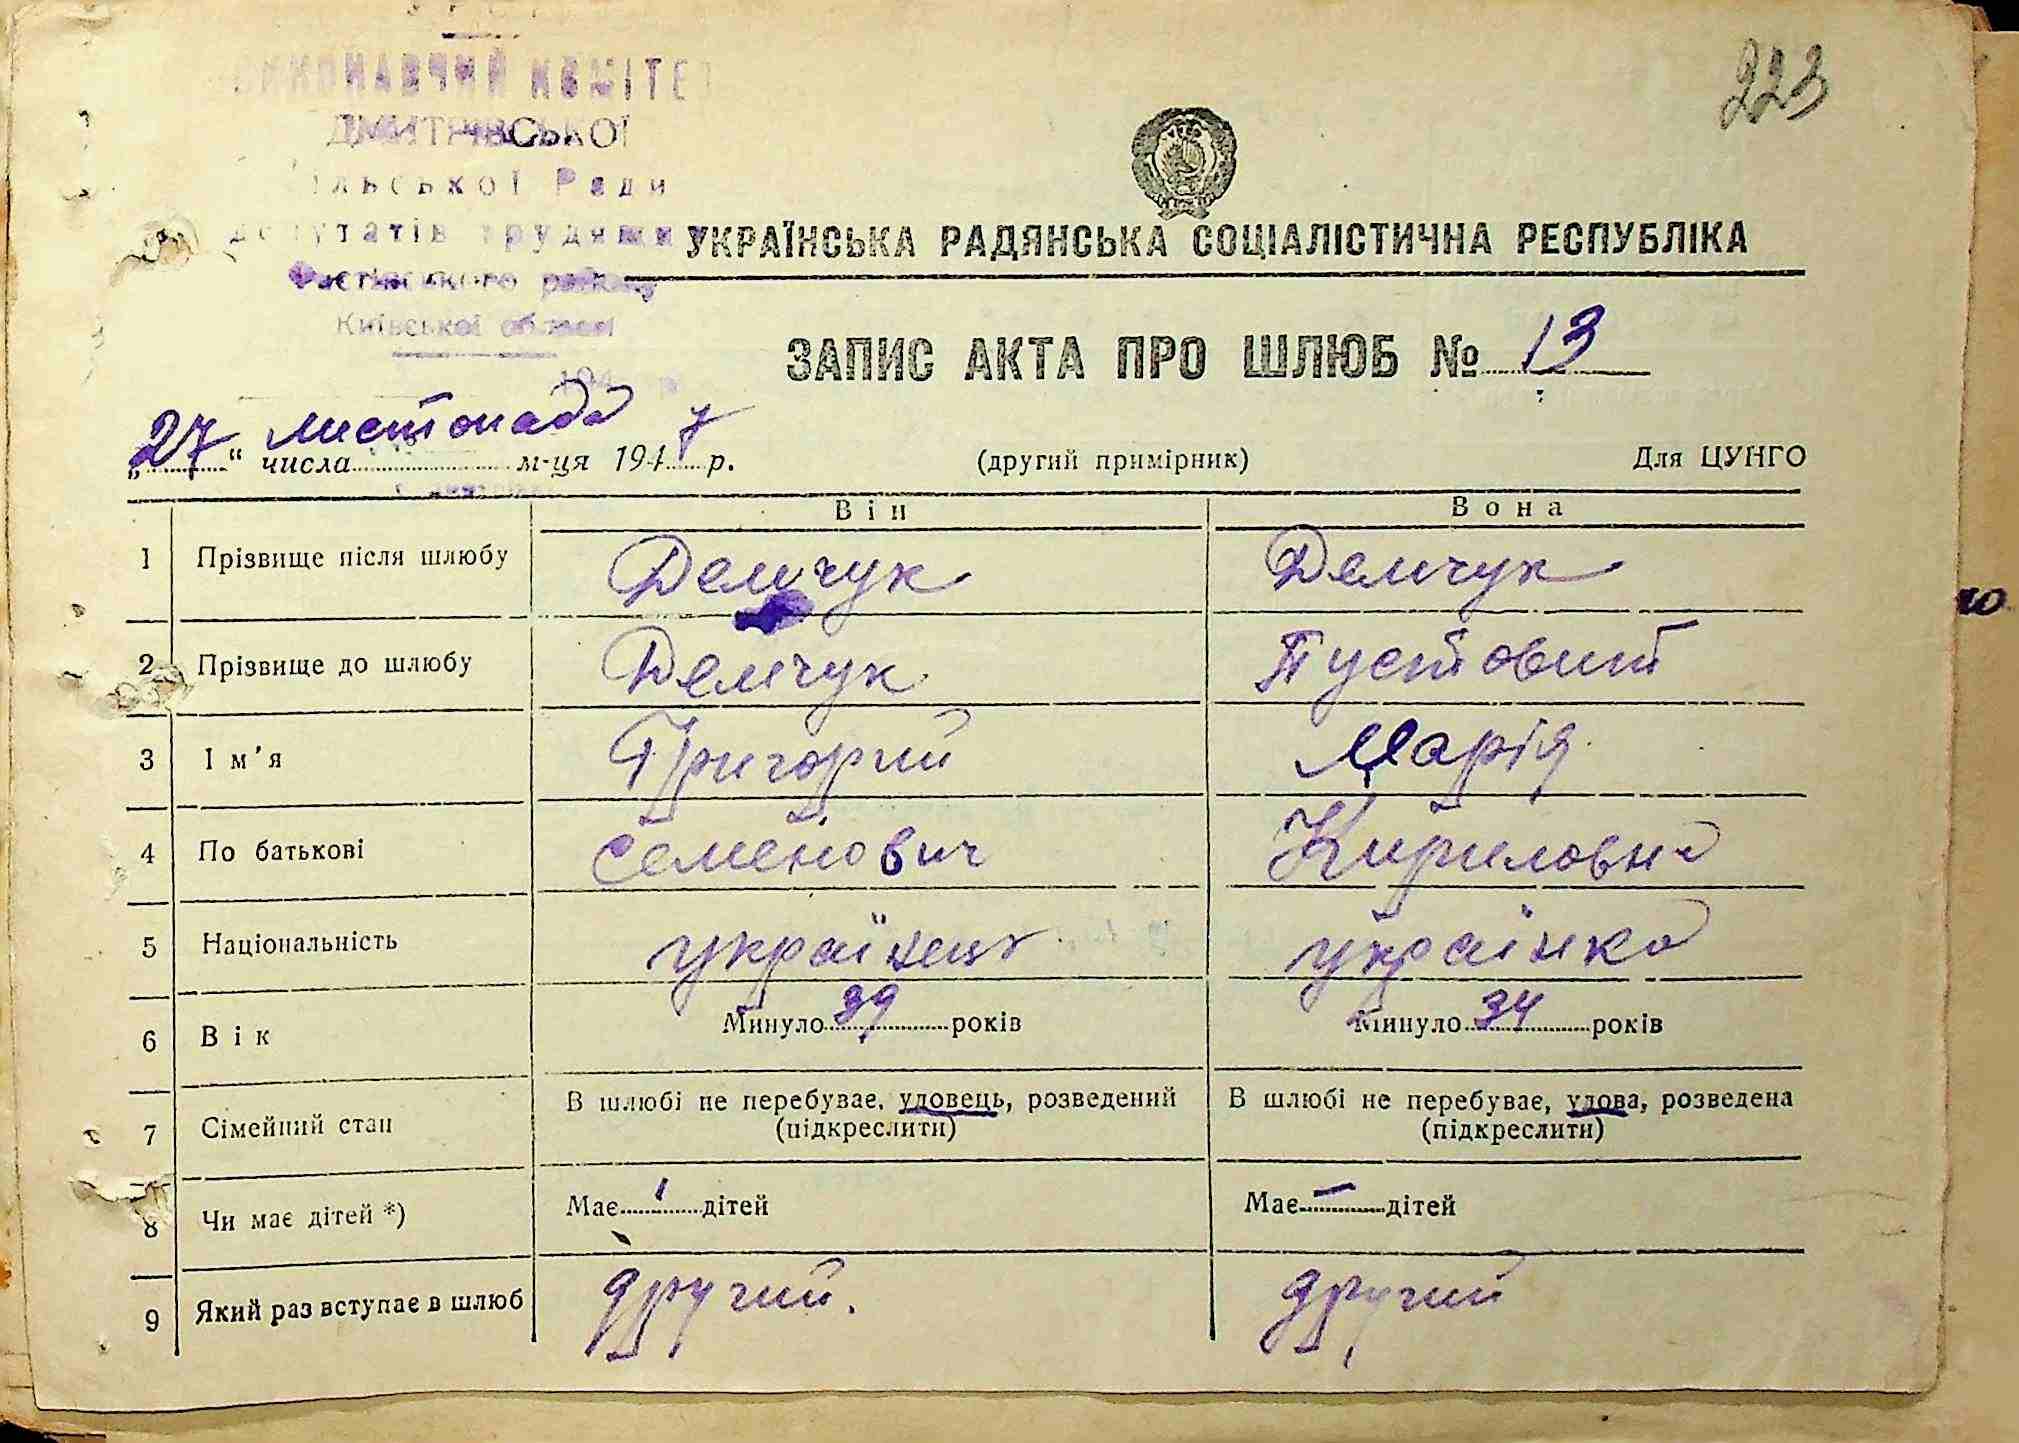 223
ВИКОНАВЧИЙ КОМІТЕТ
ДМИТРІВСЬКОЇ
сільської Ради
депутатів трудящих
Фастівського району
Київської області
УКРАЇНСЬКА РАДЯНСЬКА СОЦІАЛІСТИЧНА РЕСПУБЛІКА
ЗАПИС АКТА ПРО ШЛЮБ № 13
„27“ числа листопада м-ця 1947 р. (другий примірник) Для ЦУНГО
Він Вона
1 Прізвище після шлюбу Демчук Демчук
2 Прізвище до шлюбу Демчук Пустовит
3 Ім’я Григорий Марія
4 По батькові Семенович Кириловна
5 Національність українець українка
6 Вік Минуло 39 років Минуло 34 років
7 Сімейний стан В шлюбі не перебуває, удовець, розведений В шлюбі не перебуває, удова, розведена
(підкреслити) (підкреслити)
8 Чи має дітей *) Має 1 дітей Має — дітей
9 Який раз вступає в шлюб другий. другий
ю